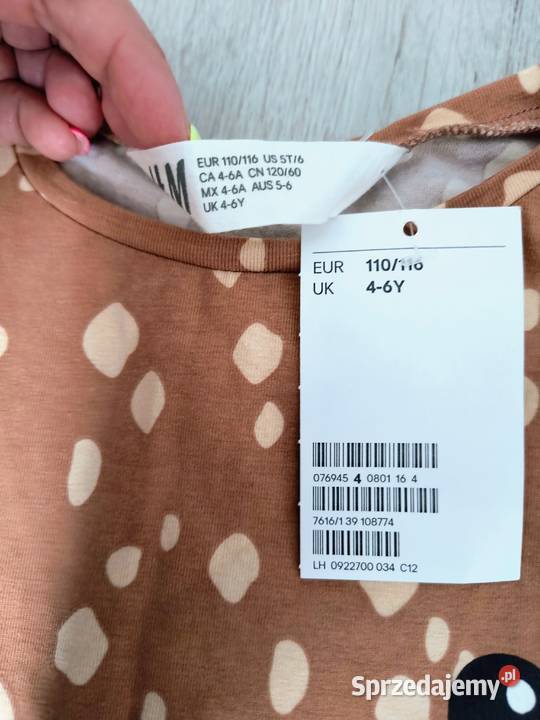 H&M
EUR 110/116 US 5T/6
CA 4-6A CN 120/60
MX 4-6A AUS 5-6
UK 4-6Y
EUR 110/116
UK 4-6Y
076945 4 0801 16 4
7616/1 39 108774
LH 0922700 034 C12
Sprzedajemy.pl